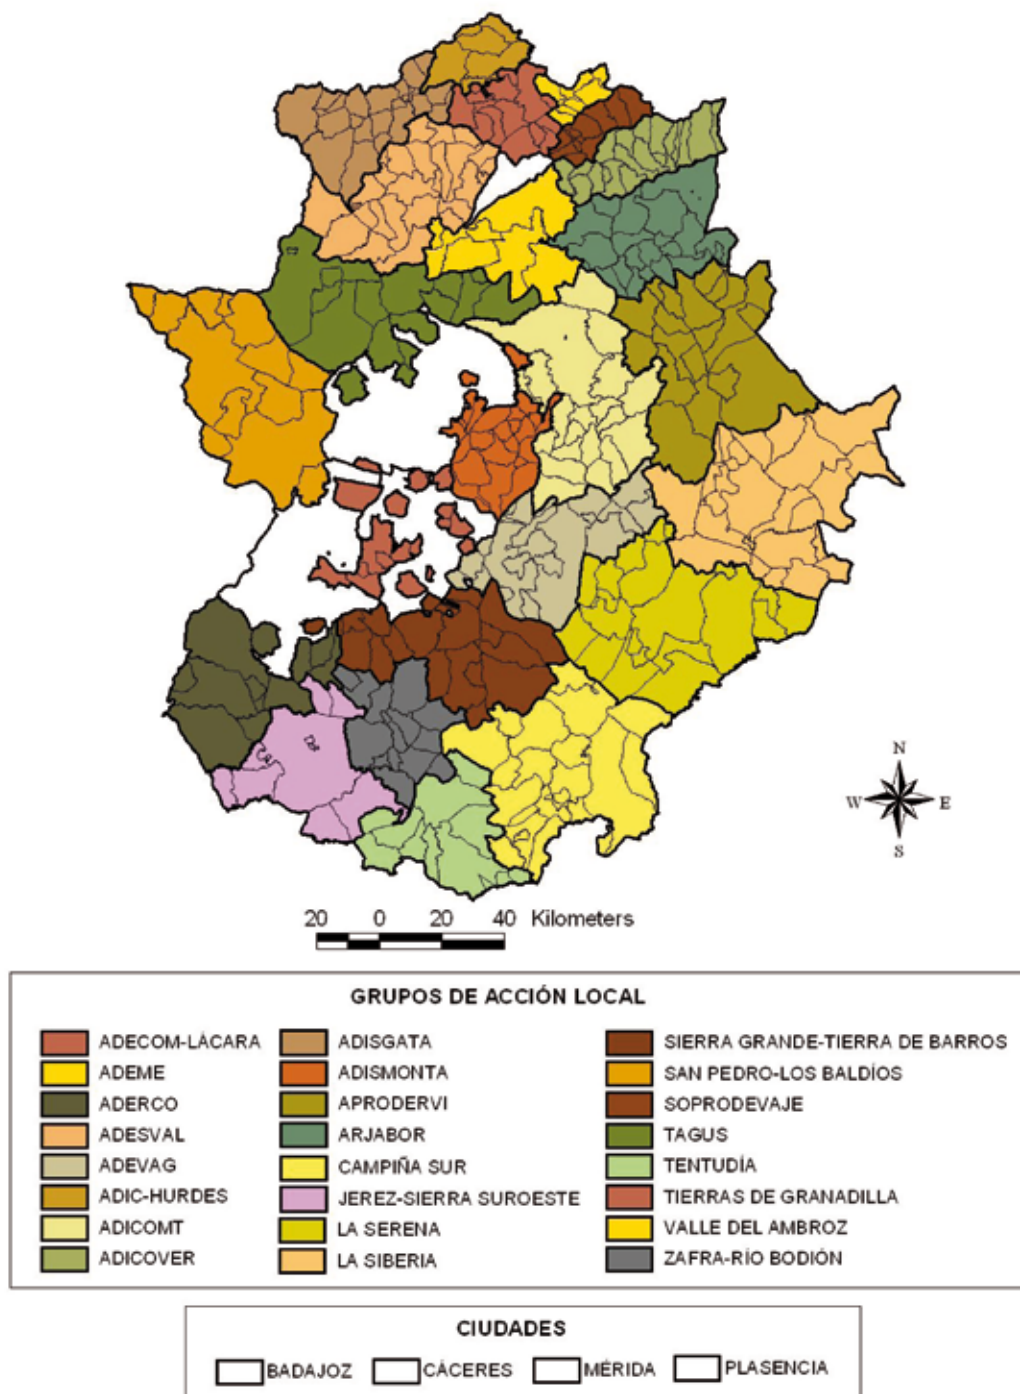 N
W E
S
20 0 20 40 Kilometers
GRUPOS DE ACCIÓN LOCAL
ADECOM-LÁCARA ADISGATA SIERRA GRANDE-TIERRA DE BARROS
ADEME ADISMONTA SAN PEDRO-LOS BALDÍOS
ADERCO APRODERVI SOPRODEVAJE
ADESVAL ARJABOR TAGUS
ADEVAG CAMPIÑA SUR TENTUDÍA
ADIC-HURDES JEREZ-SIERRA SUROESTE TIERRAS DE GRANADILLA
ADICOMT LA SERENA VALLE DEL AMBROZ
ADICOVER LA SIBERIA ZAFRA-RÍO BODIÓN
CIUDADES
BADAJOZ CÁCERES MÉRIDA PLASENCIA